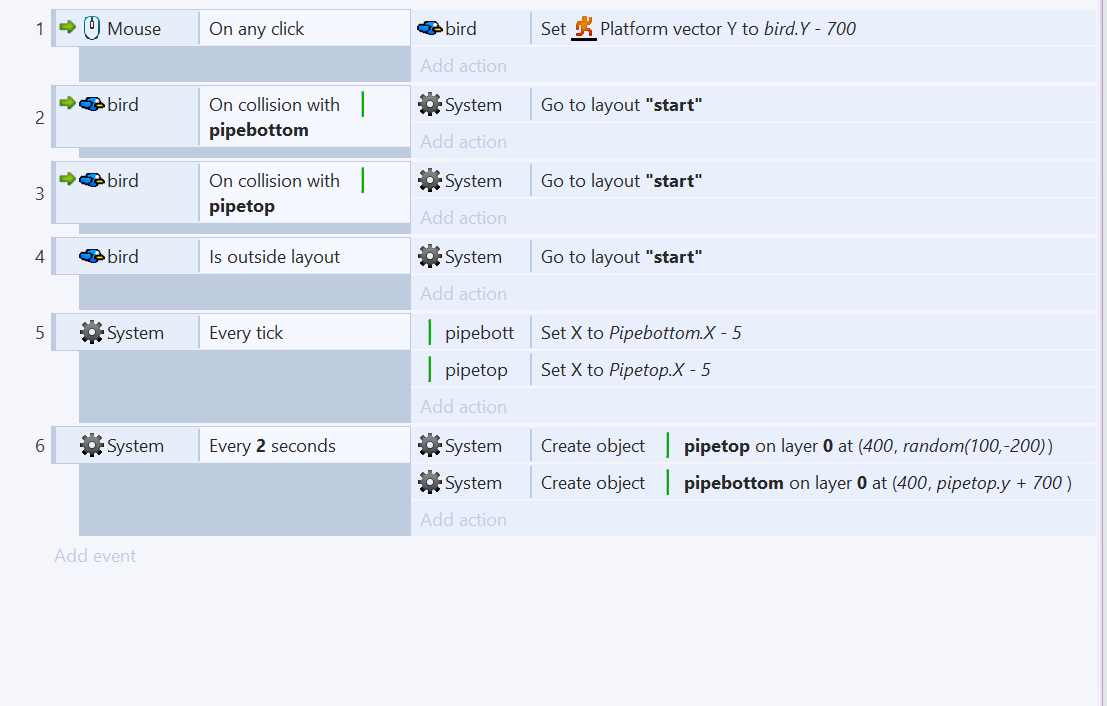 1 Mouse On any click bird Set Platform vector Y to bird.Y - 700
Add action
2 bird On collision with pipebottom System Go to layout "start"
Add action
3 bird On collision with pipetop System Go to layout "start"
Add action
4 bird Is outside layout System Go to layout "start"
Add action
5 System Every tick pipebott Set X to Pipebottom.X - 5
pipetop Set X to Pipetop.X - 5
Add action
6 System Every 2 seconds System Create object pipetop on layer 0 at (400, random(100,-200))
System Create object pipebottom on layer 0 at (400, pipetop.y + 700 )
Add action
Add event